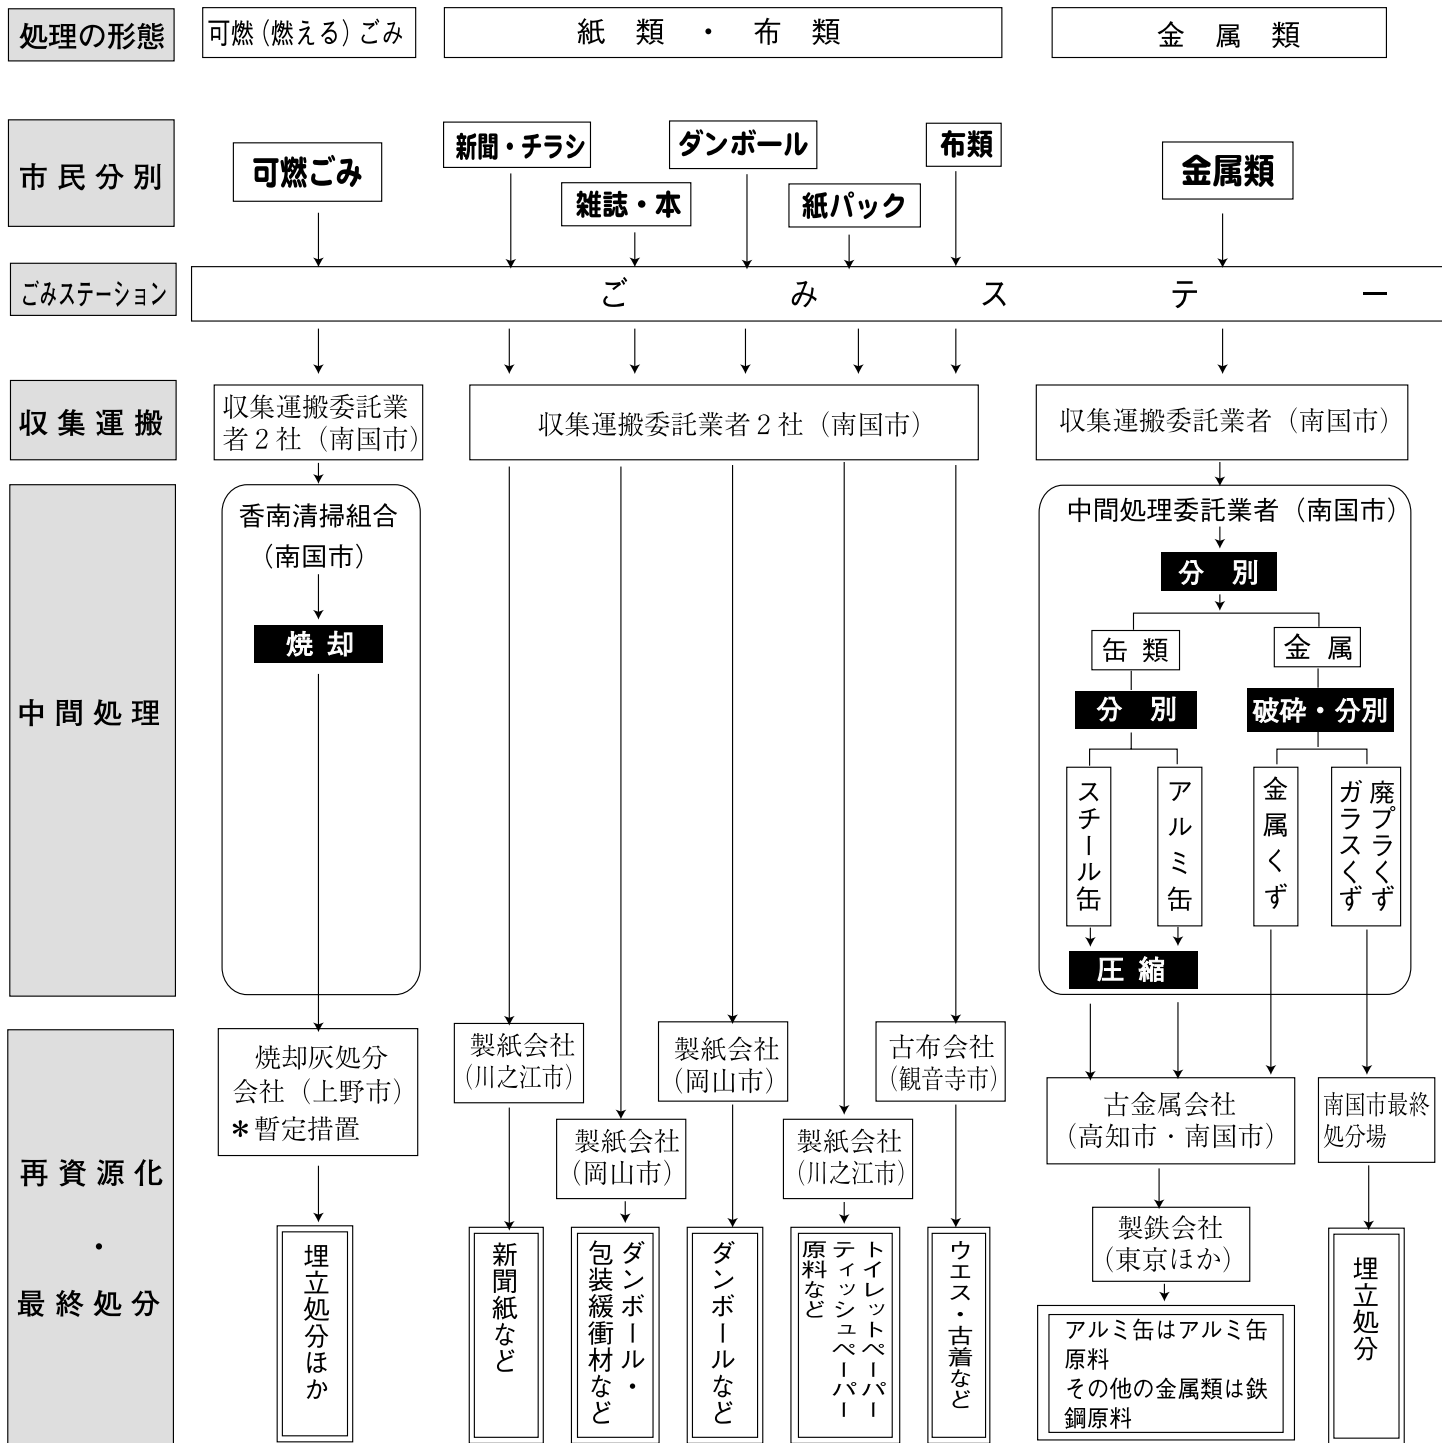 処理の形態
可燃(燃える)ごみ
紙類・布類
金属類
市民分別
可燃ごみ
新聞・チラシ
雑誌・本
ダンボール
紙パック
布類
金属類
ごみステーション
ごみステー
収集運搬
収集運搬委託業
者２社（南国市）
収集運搬委託業者２社（南国市）
収集運搬委託業者（南国市）
中間処理
香南清掃組合
（南国市）
焼却
中間処理委託業者（南国市）
分別
缶類
金属
分別
破砕・分別
スチール缶
アルミ缶
金属くず
廃プラくず
ガラスくず
圧縮
再資源化
・
最終処分
焼却灰処分
会社（上野市）
＊暫定措置
製紙会社
（川之江市）
製紙会社
（岡山市）
製紙会社
（岡山市）
製紙会社
（川之江市）
古布会社
（観音寺市）
古金属会社
（高知市・南国市）
南国市最終
処分場
製鉄会社
（東京ほか）
埋立処分ほか
新聞紙など
ダンボール・
包装緩衝材など
ダンボールなど
トイレットペーパー
ティッシュペーパー
原料など
ウエス・古着など
アルミ缶はアルミ缶
原料
その他の金属類は鉄
鋼原料
埋立処分